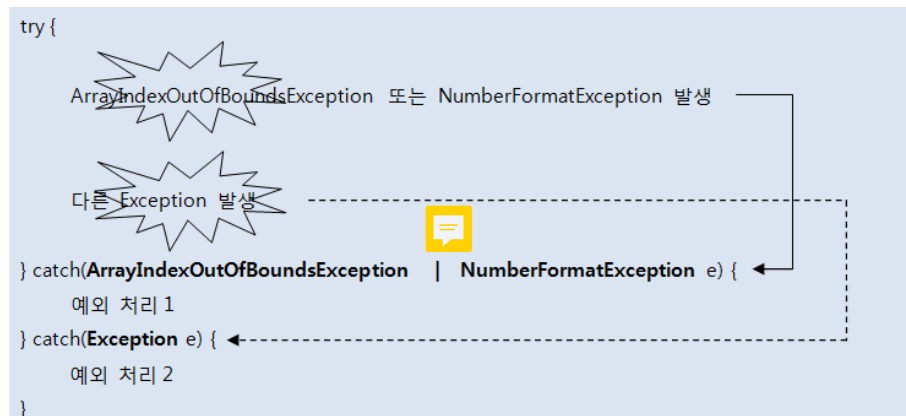 try {
ArrayIndexOutOfBoundsException 또는 NumberFormatException 발생
다른 Exception 발생
} catch(ArrayIndexOutOfBoundsException | NumberFormatException e) {
예외 처리 1
} catch(Exception e) {
예외 처리 2
}